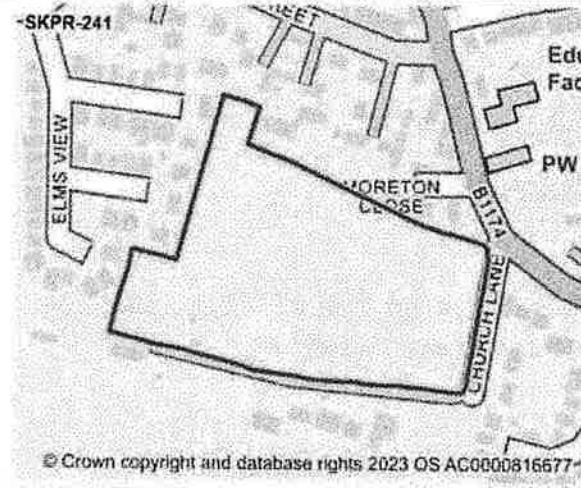 SKPR-241
REET
Edu
Fac
ELMS VIEW
MORETON
CLOSE
PW
B1174
CHURCH LANE
© Crown copyright and database rights 2023 OS AC0000816677